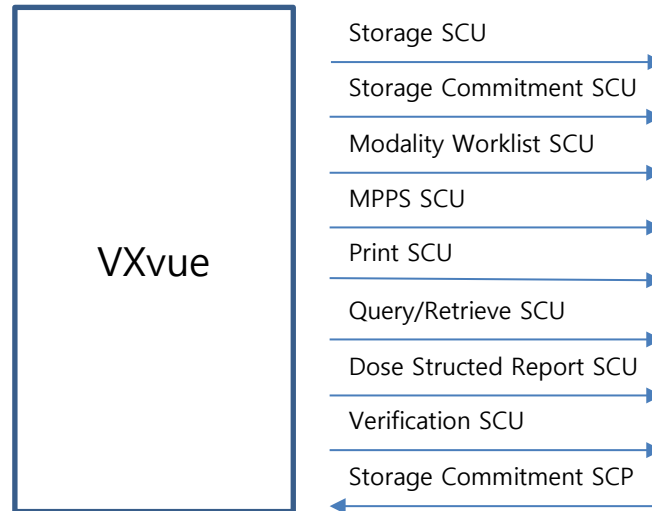 VXvue
Storage SCU
Storage Commitment SCU
Modality Worklist SCU
MPPS SCU
Print SCU
Query/Retrieve SCU
Dose Structed Report SCU
Verification SCU
Storage Commitment SCP